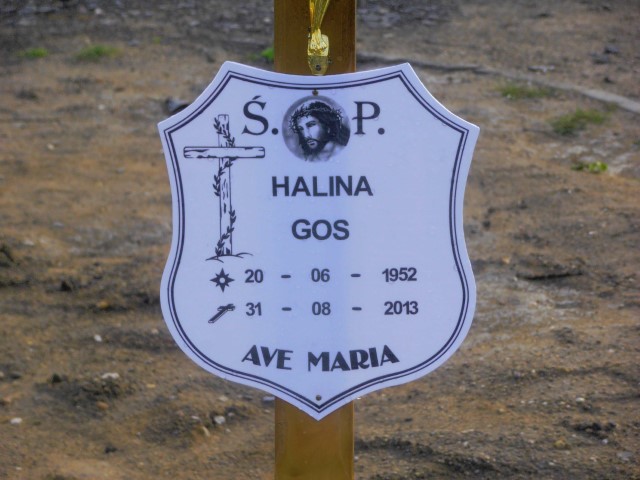 Ś. P.
HALINA
GOS
20 - 06 - 1952
31 - 08 - 2013
AVE MARIA